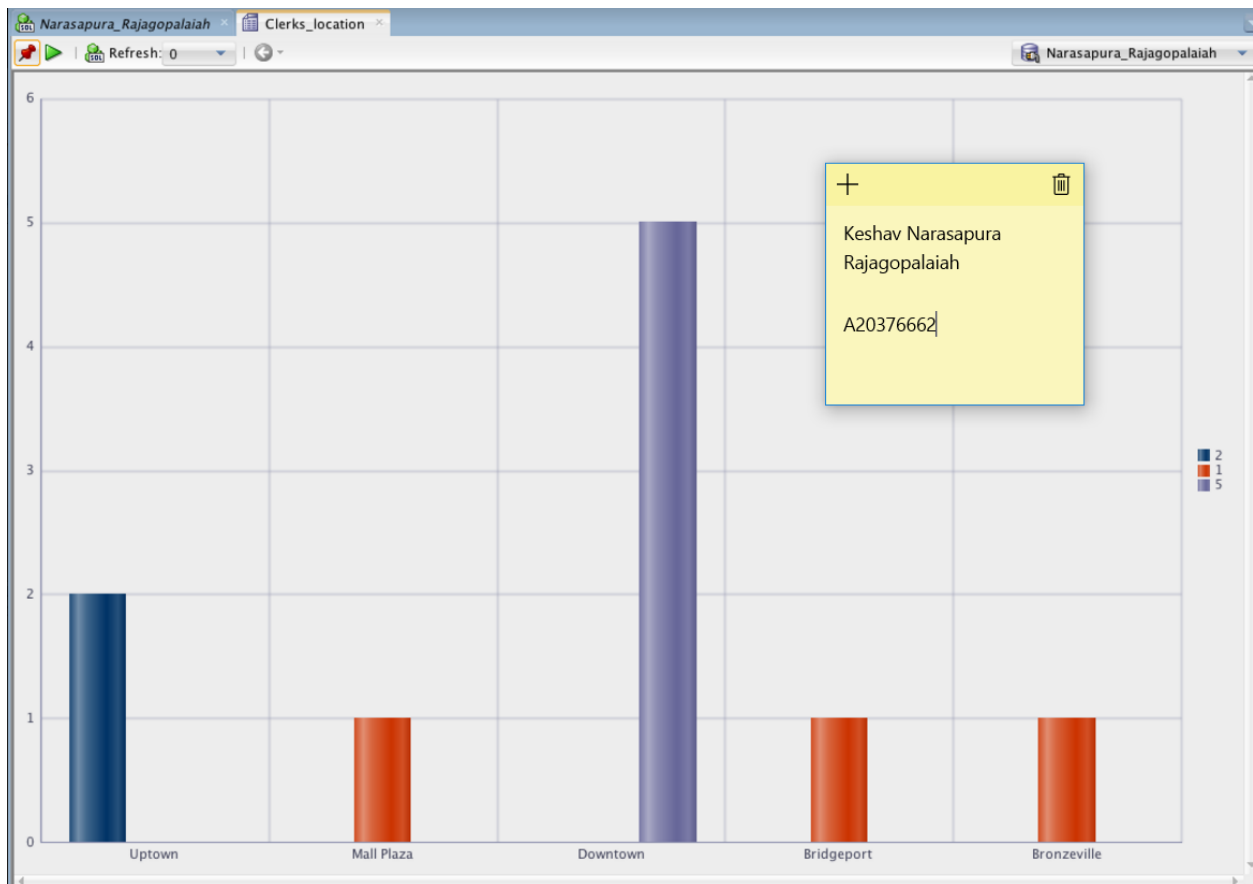 Narasapura_Rajagopalaiah
Clerks_location
SQL Refresh: 0
Narasapura_Rajagopalaiah
6
5
4
3
2
1
0
Keshav Narasapura
Rajagopalaiah
A20376662
2
1
5
Uptown Mall Plaza Downtown Bridgeport Bronzeville